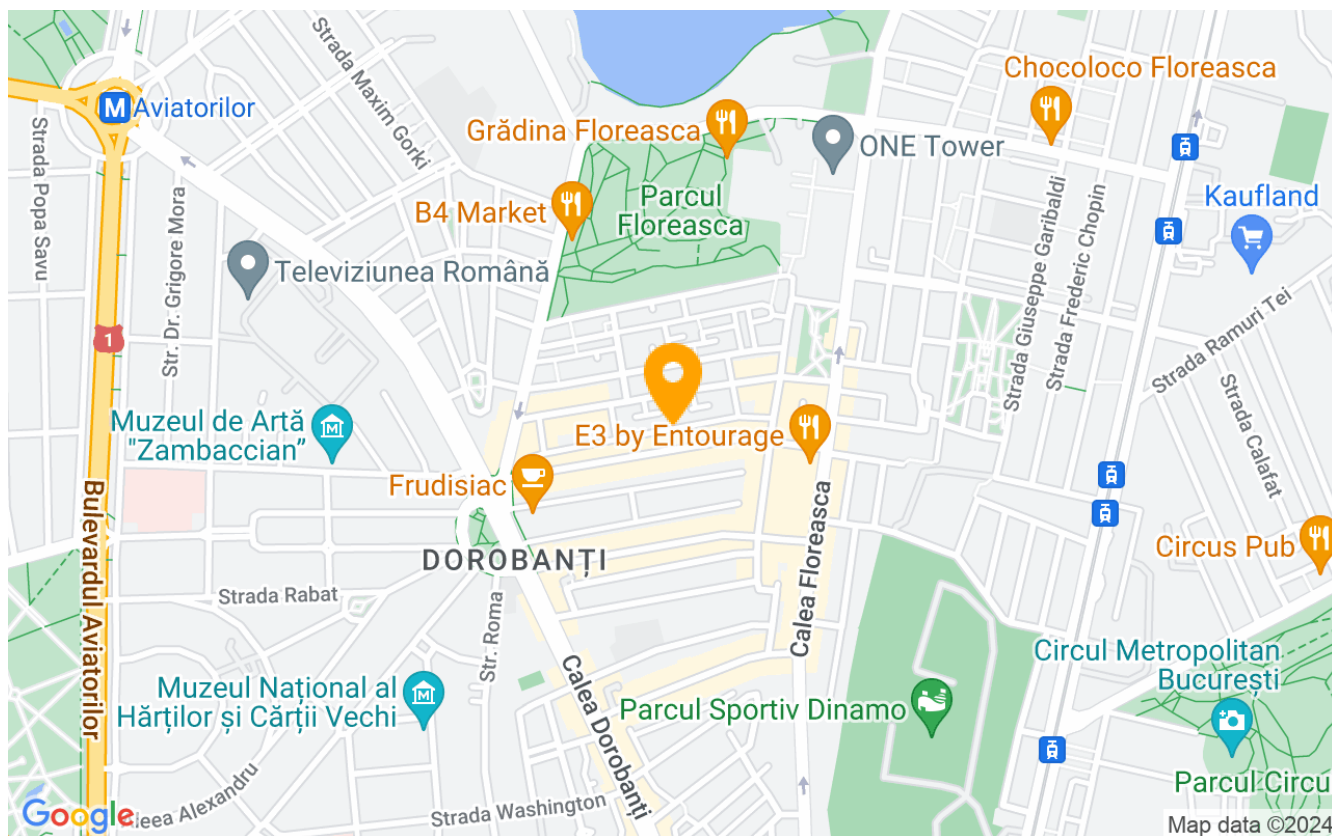 Strada Maxim Gorki
Chocoloco Floreasca
M
Aviatorilor
Grădina Floreasca
ONE Tower
Strada Popa Savu
Str. Dr. Grigore Mora
B4 Market
Parcul
Floreasca
Strada Giuseppe Garibaldi
Strada Frederic Chopin
Kaufland
Televiziunea Română
1
Strada Ramuri Tei
Strada Calafat
Muzeul de Artă
"Zambaccian”
M
E3 by Entourage
Frudisiac
Bulevardul Aviatorilor
DOROBANȚI
Calea Floreasca
Circus Pub
Strada Rabat
Str. Roma
Circul Metropolitan
București
Muzeul Național al
Hărților și Cărții Vechi
M
Calea Dorobanți
Parcul Sportiv Dinamo
Parcul Circu
Google
leea Alexandru
Strada Washington
Map data ©2024